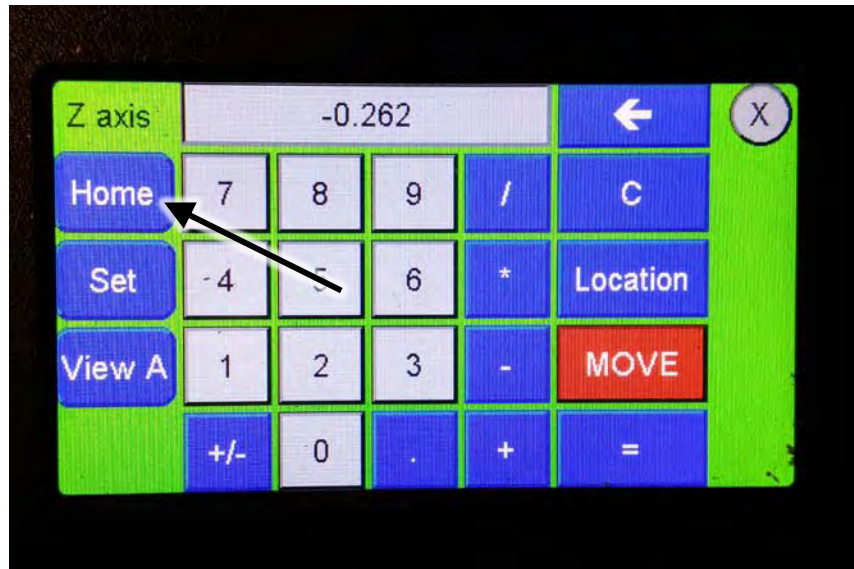 Z axis -0.262 ← X
Home 7 8 9 / C
Set 4 5 6 * Location
View A 1 2 3 - MOVE
+/- 0 . + =